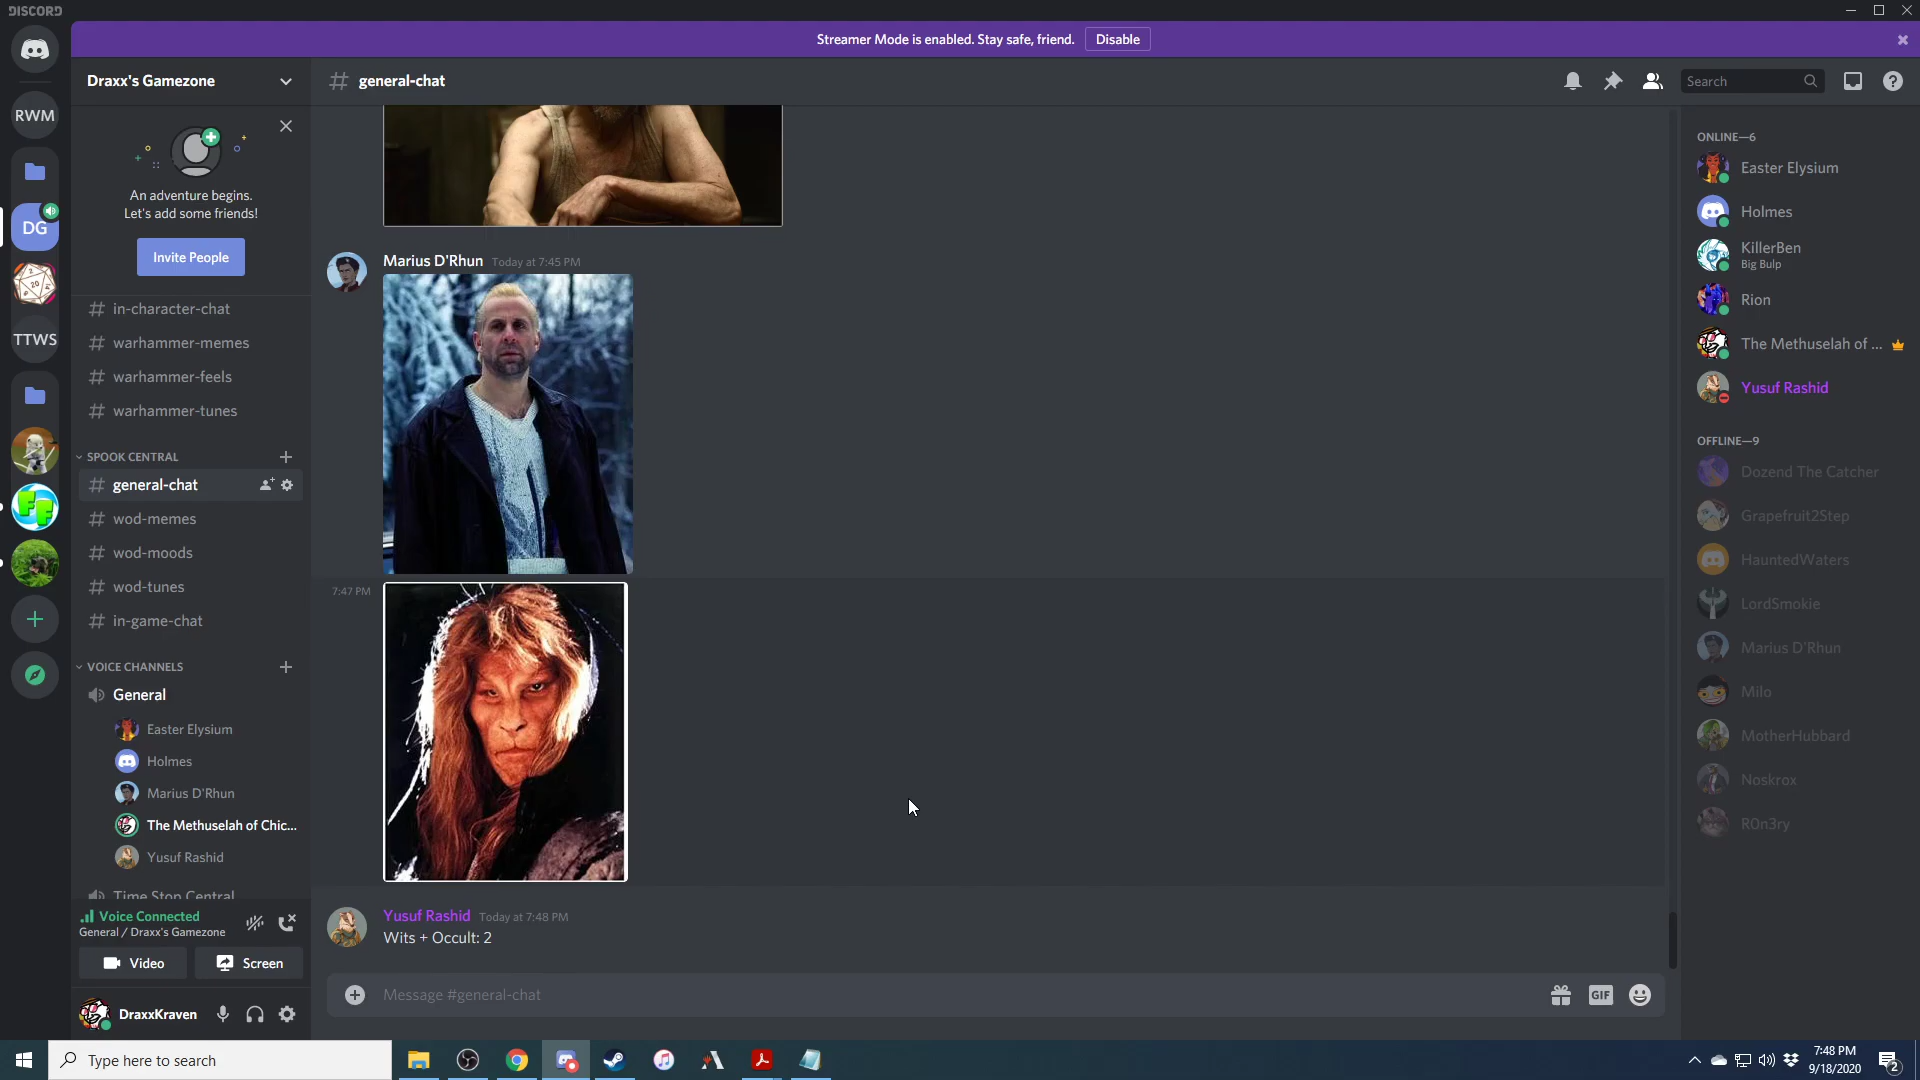 DISCORD
Streamer Mode is enabled. Stay safe, friend.
Disable
RWM
DG
TTWS
Draxx's Gamezone
An adventure begins.
Let's add some friends!
Invite People
in-character-chat
warhammer-memes
warhammer-feels
warhammer-tunes
SPOOK CENTRAL
general-chat
wod-memes
wod-moods
wod-tunes
in-game-chat
VOICE CHANNELS
General
Easter Elysium
Holmes
Marius D'Rhun
The Methuselah of Chic...
Yusuf Rashid
Time Stop Central
Voice Connected
General / Draxx's Gamezone
Video
Screen
DraxxKraven
general-chat
Search
Marius D'Rhun Today at 7:45 PM
7:47 PM
Yusuf Rashid Today at 7:48 PM
Wits + Occult: 2
Message #general-chat
GIF
ONLINE—6
Easter Elysium
Holmes
KillerBen
Big Bulp
Rion
The Methuselah of ...
Yusuf Rashid
OFFLINE—9
Dozend The Catcher
Grapefruit2Step
HauntedWaters
LordSmokie
Marius D'Rhun
Milo
MotherHubbard
Noskrox
R0n3ry
Type here to search
7:48 PM
9/18/2020
2